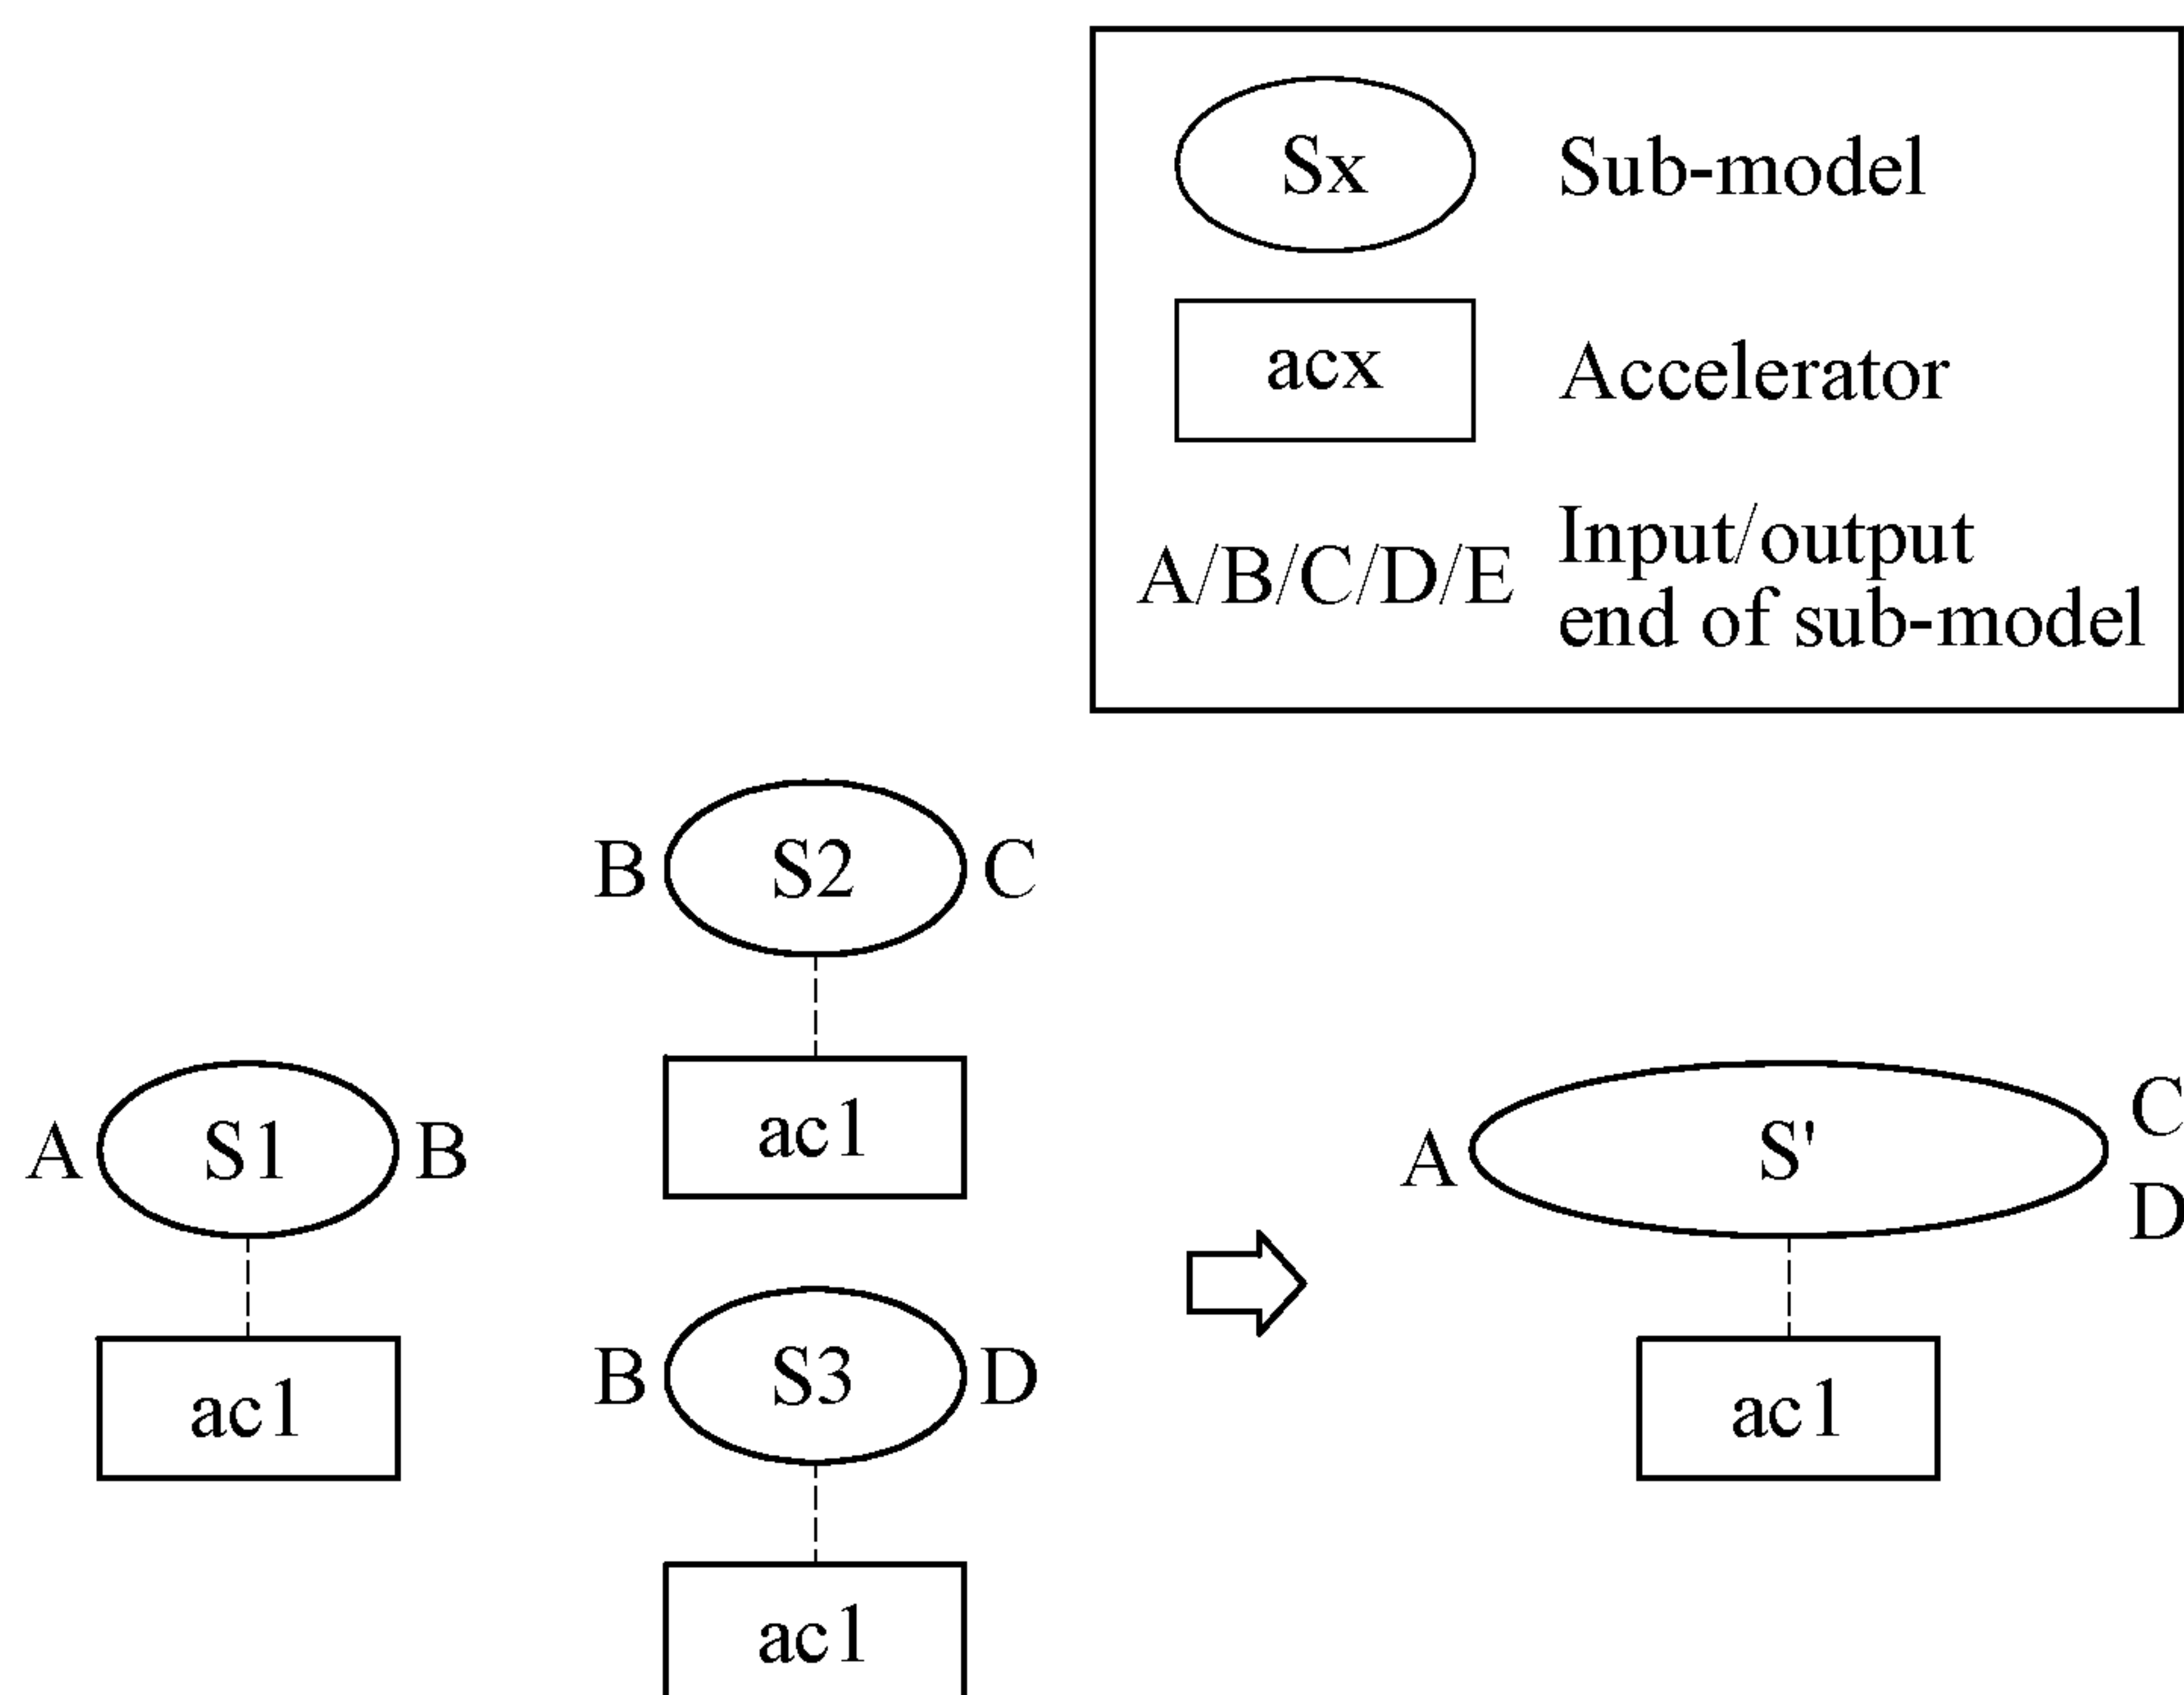 Sx Sub-model
acx Accelerator
A/B/C/D/E Input/output
end of sub-model
B S2 C
ac1
A S1 B
ac1
B S3 D
ac1
A S' C
D
ac1